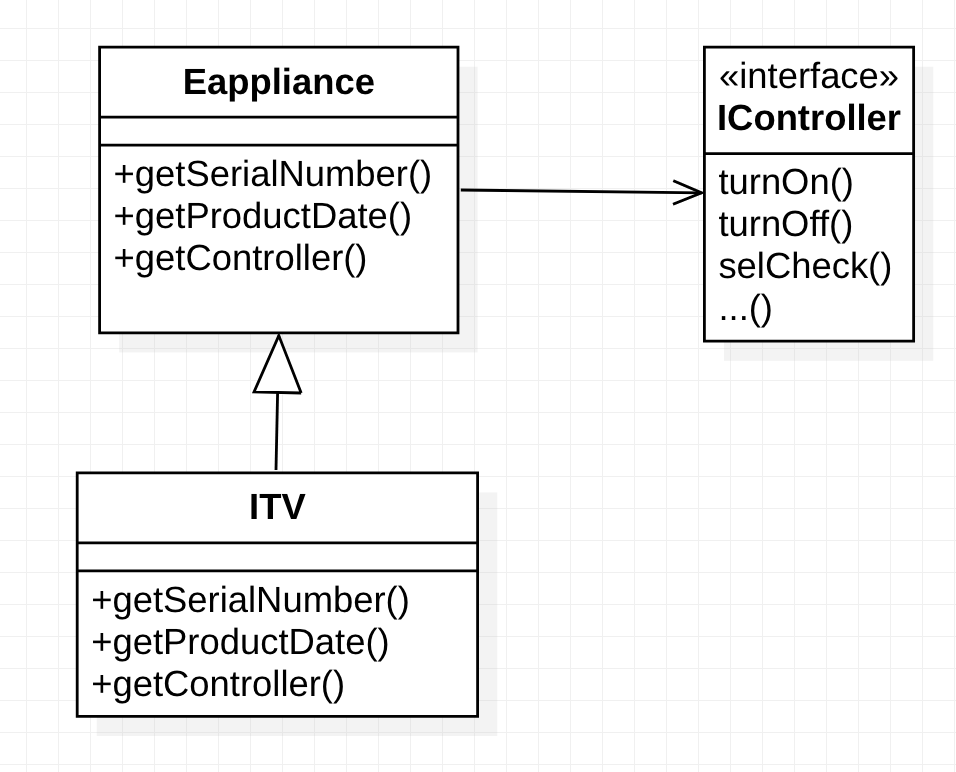 Eappliance
+getSerialNumber()
+getProductDate()
+getController()
«interface»
IController
turnOn()
turnOff()
selCheck()
...()
ITV
+getSerialNumber()
+getProductDate()
+getController()